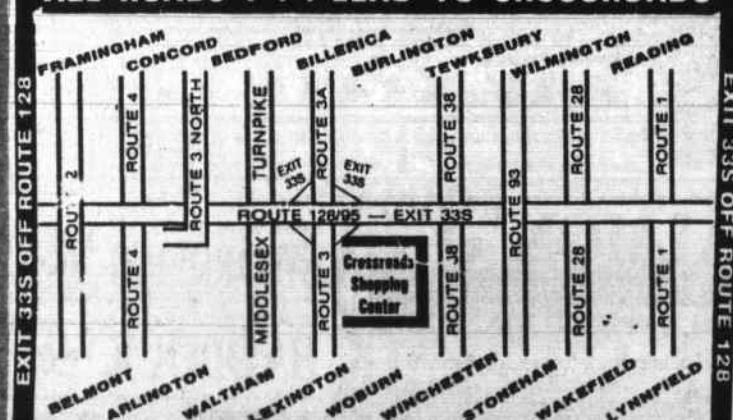 ALL ROADS . . . LEAD TO CROSSROADS
EXIT 33S OFF ROUTE 128
FRAMINGHAM
CONCORD
BEDFORD
BILLERICA
BURLINGTON
TEWKSBURY
WILMINGTON
READING
EXIT 33S OFF ROUTE 128
ROUTE 2
ROUTE 4
ROUTE 3 NORTH
TURNPIKE
ROUTE 3A
ROUTE 38
ROUTE 93
ROUTE 28
ROUTE 1
EXIT
33S
EXIT
33S
ROUTE 128/95 — EXIT 33S
ROUTE 4
MIDDLESEX
ROUTE 3
Crossroads
Shopping
Center
ROUTE 38
ROUTE 28
ROUTE 1
BELMONT
ARLINGTON
WALTHAM
LEXINGTON
WOBURN
WINCHESTER
STONEHAM
WAKEFIELD
LYNNFIELD